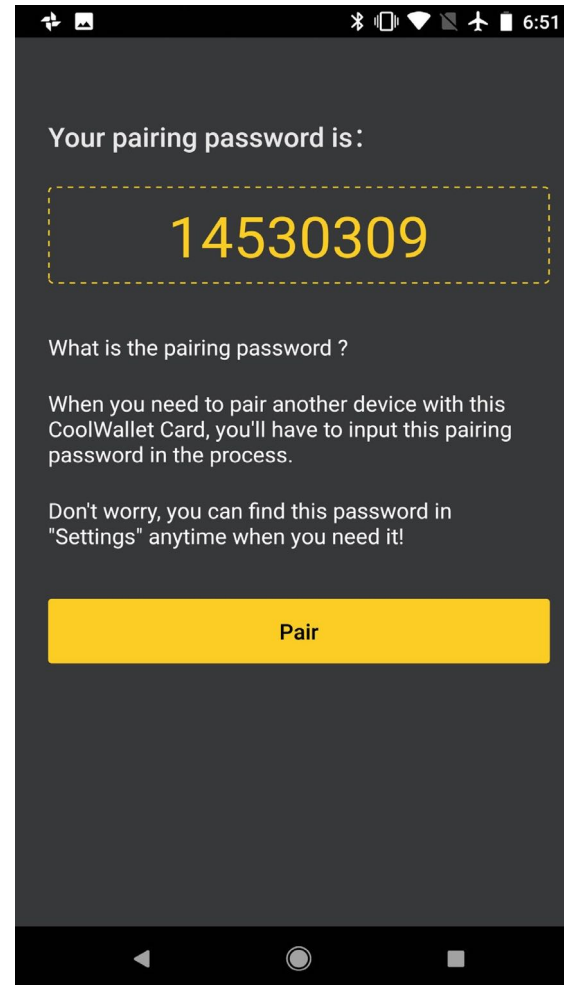 6:51
Your pairing password is:
14530309
What is the pairing password ?
When you need to pair another device with this
CoolWallet Card, you'll have to input this pairing
password in the process.
Don't worry, you can find this password in
"Settings" anytime when you need it!
Pair